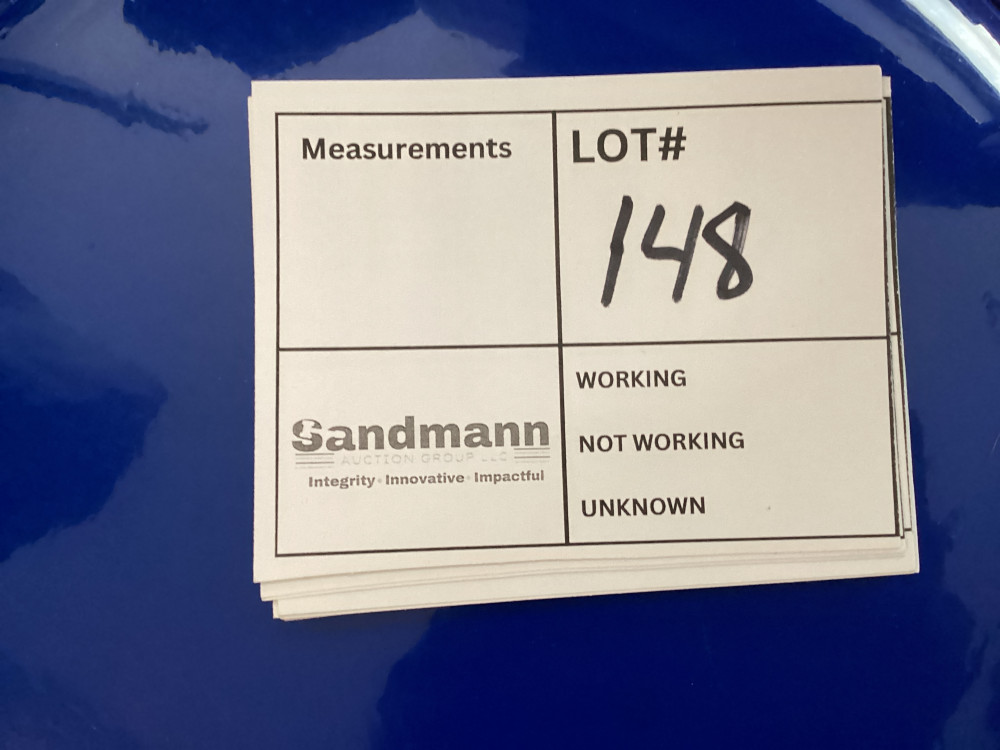 Measurements
LOT#
148
Sandmann
AUCTION GROUP LLC
Integrity · Innovative · Impactful
WORKING
NOT WORKING
UNKNOWN